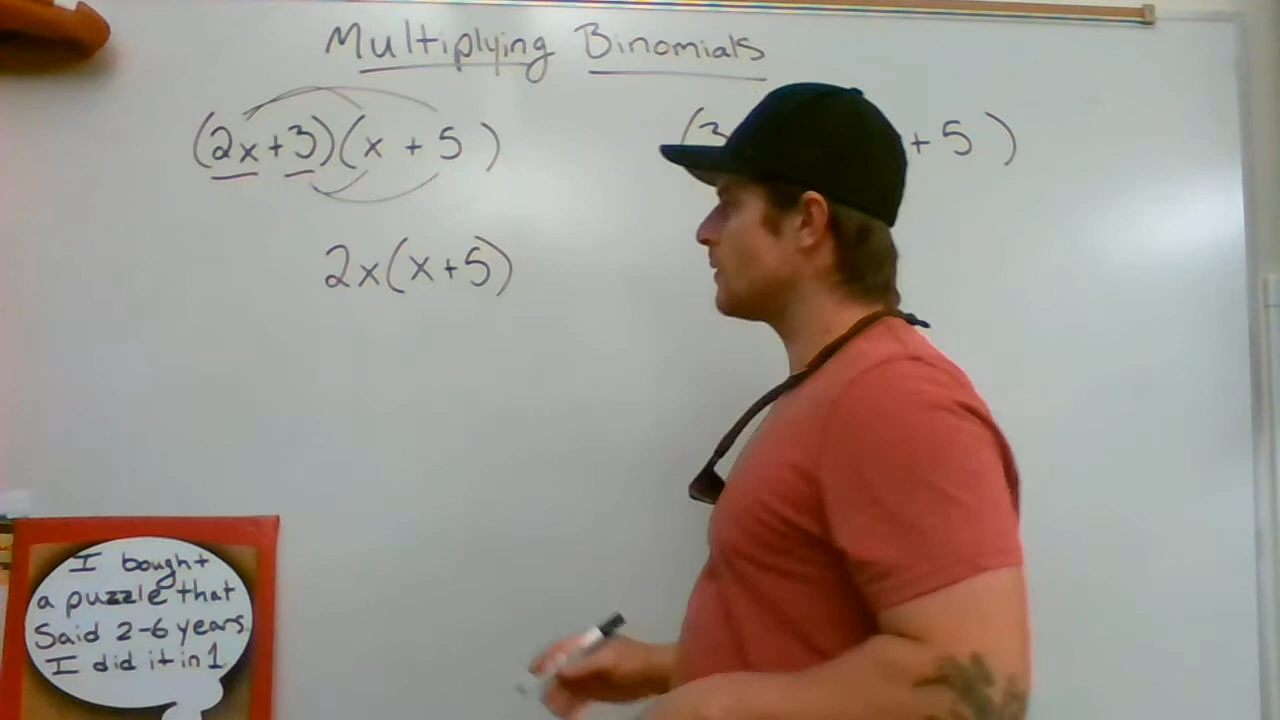 Multiplying Binomials
(2x+3)(x + 5)
(3 + 5)
2x(x+5)
I bought
a puzzle that
Said 2-6 years
I did it in 1